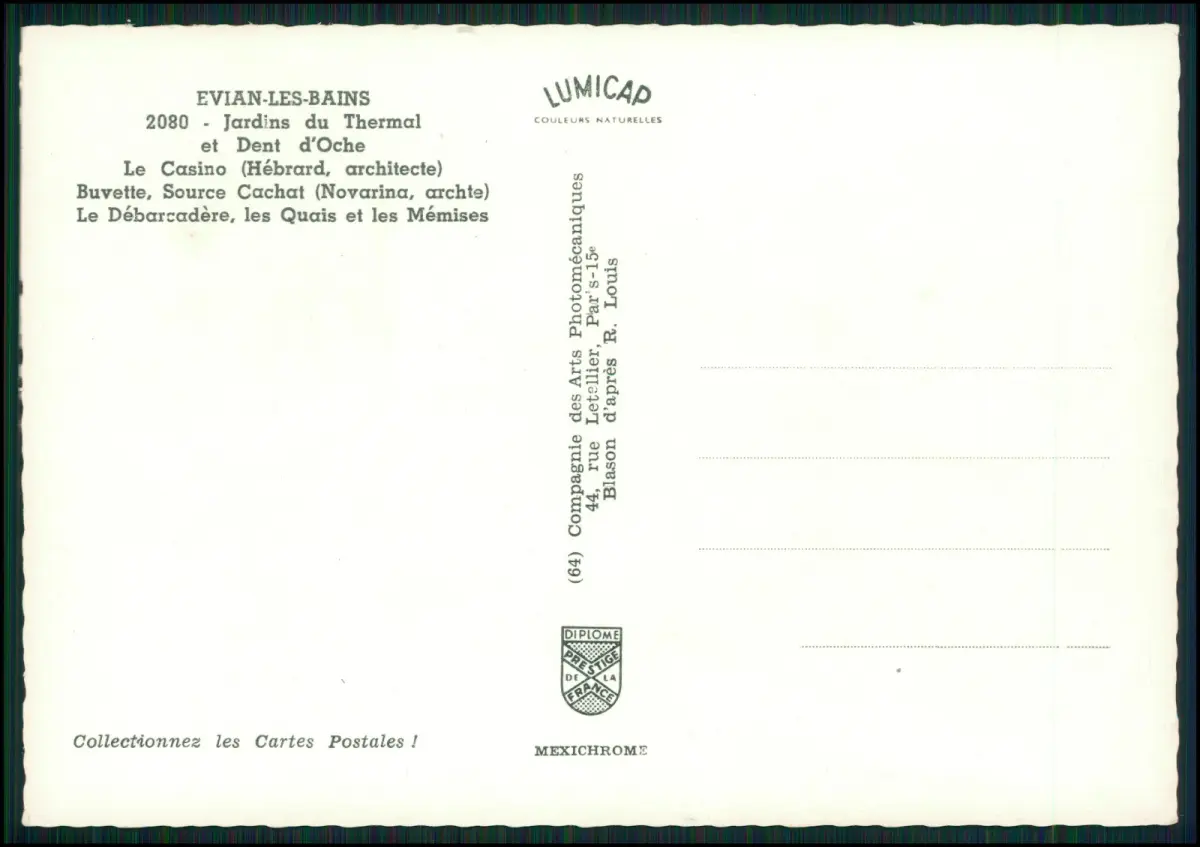 EVIAN-LES-BAINS
2080 - Jardins du Thermal
et Dent d'Oche
Le Casino (Hébrard, architecte)
Buvette, Source Cachat (Novarina, archte)
Le Débarcadère, les Quais et les Mémises
Collectionnez les Cartes Postales !
LUMICAP
COULEURS NATURELLES
(64) Compagnie des Arts Photomécaniques
44, rue Letellier, Paris-15e
Blason d'après R. Louis
DIPLOME
PRESTIGE
DE LA
FRANCE
MEXICHROME